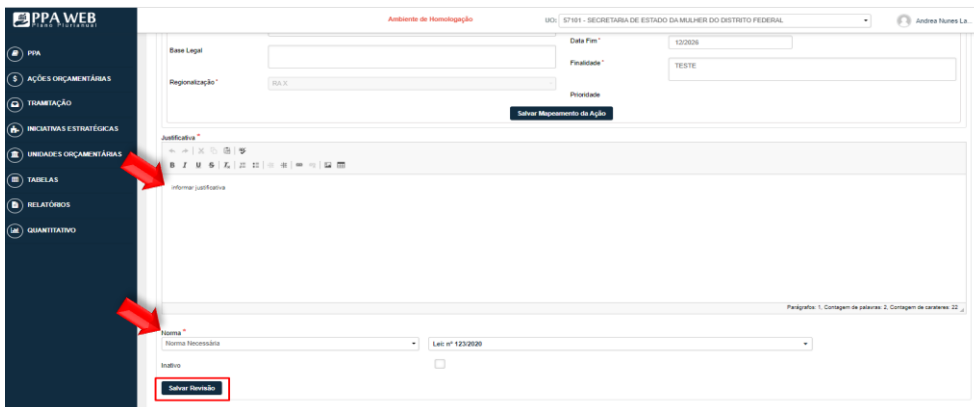 PPA WEB
Plano Plurianual
Ambiente de Homologação
UO: 57101 - SECRETARIA DE ESTADO DA MULHER DO DISTRITO FEDERAL
Andrea Nunes La...
PPA
AÇÕES ORÇAMENTÁRIAS
TRAMITAÇÃO
INICIATIVAS ESTRATÉGICAS
UNIDADES ORÇAMENTÁRIAS
TABELAS
RELATÓRIOS
QUANTITATIVO
Base Legal
Data Fim *
12/2026
Finalidade *
TESTE
Regionalização *
RA X
Prioridade
Salvar Mapeamento da Ação
Justificativa *
B I U S
informar justificativa
Parágrafos: 1, Contagem de palavras: 2, Contagem de carateres: 22
Norma *
Norma Necessária
Lei: nº 123/2020
Inativo
Salvar Revisão